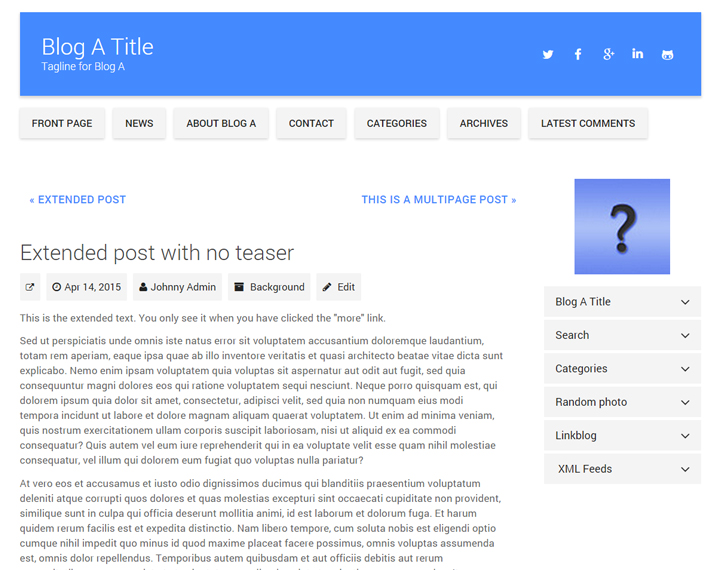 Blog A Title
Tagline for Blog A
FRONT PAGE
NEWS
ABOUT BLOG A
CONTACT
CATEGORIES
ARCHIVES
LATEST COMMENTS
« EXTENDED POST
THIS IS A MULTIPAGE POST »
Extended post with no teaser
Apr 14, 2015
Johnny Admin
Background
Edit
This is the extended text. You only see it when you have clicked the "more" link.
Sed ut perspiciatis unde omnis iste natus error sit voluptatem accusantium doloremque laudantium,
totam rem aperiam, eaque ipsa quae ab illo inventore veritatis et quasi architecto beatae vitae dicta sunt
explicabo. Nemo enim ipsam voluptatem quia voluptas sit aspernatur aut odit aut fugit, sed quia
consequuntur magni dolores eos qui ratione voluptatem sequi nesciunt. Neque porro quisquam est, qui
dolorem ipsum quia dolor sit amet, consectetur, adipisci velit, sed quia non numquam eius modi
tempora incidunt ut labore et dolore magnam aliquam quaerat voluptatem. Ut enim ad minima veniam,
quis nostrum exercitationem ullam corporis suscipit laboriosam, nisi ut aliquid ex ea commodi
consequatur? Quis autem vel eum iure reprehenderit qui in ea voluptate velit esse quam nihil molestiae
consequatur, vel illum qui dolorem eum fugiat quo voluptas nulla pariatur?
At vero eos et accusamus et iusto odio dignissimos ducimus qui blanditiis praesentium voluptatum
deleniti atque corrupti quos dolores et quas molestias excepturi sint occaecati cupiditate non provident,
similique sunt in culpa qui officia deserunt mollitia animi, id est laborum et dolorum fuga. Et harum
quidem rerum facilis est et expedita distinctio. Nam libero tempore, cum soluta nobis est eligendi optio
cumque nihil impedit quo minus id quod maxime placeat facere possimus, omnis voluptas assumenda
est, omnis dolor repellendus. Temporibus autem quibusdam et aut officiis debitis aut rerum
?
Blog A Title
Search
Categories
Random photo
Linkblog
XML Feeds